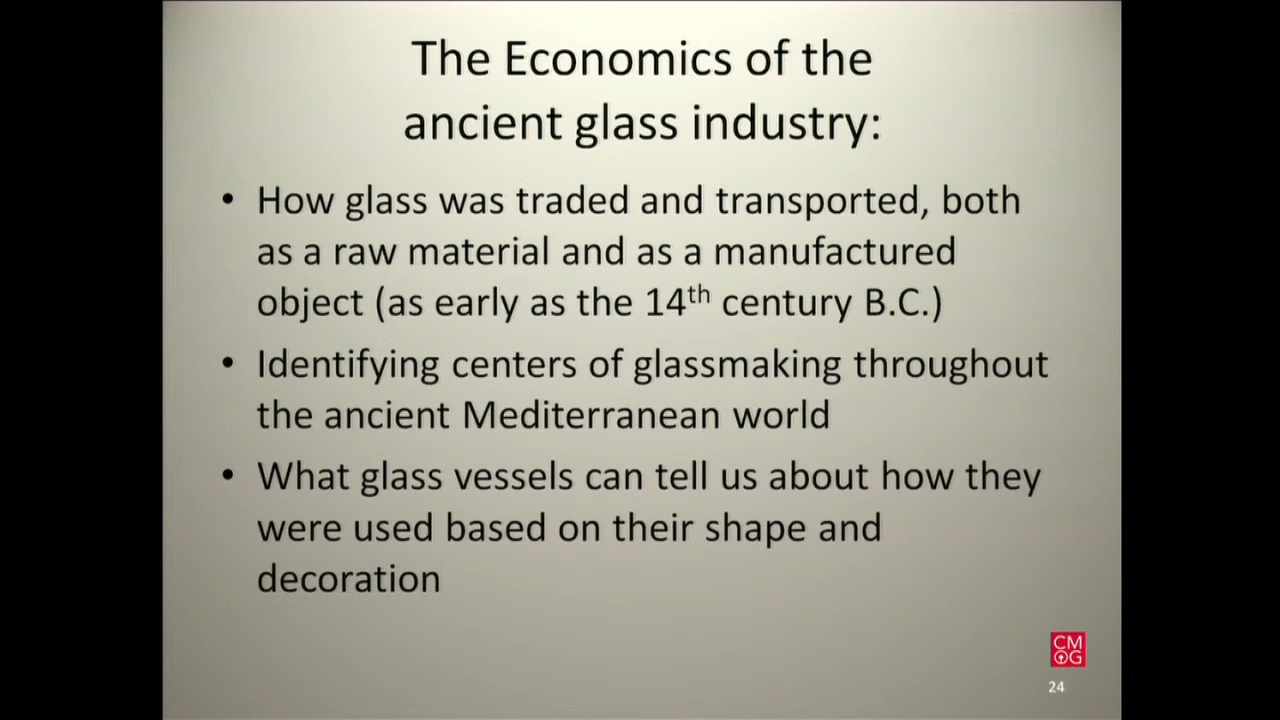 The Economics of the
ancient glass industry:
• How glass was traded and transported, both
as a raw material and as a manufactured
object (as early as the 14th century B.C.)
• Identifying centers of glassmaking throughout
the ancient Mediterranean world
• What glass vessels can tell us about how they
were used based on their shape and
decoration
CM
OG
24